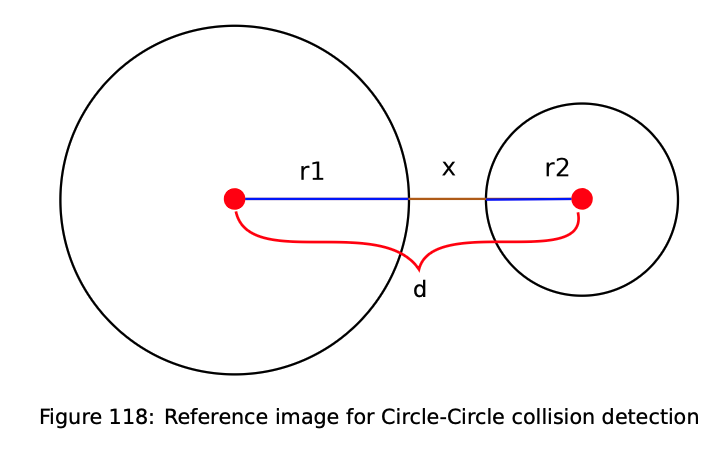 r1
x
r2
d
Figure 118: Reference image for Circle-Circle collision detection